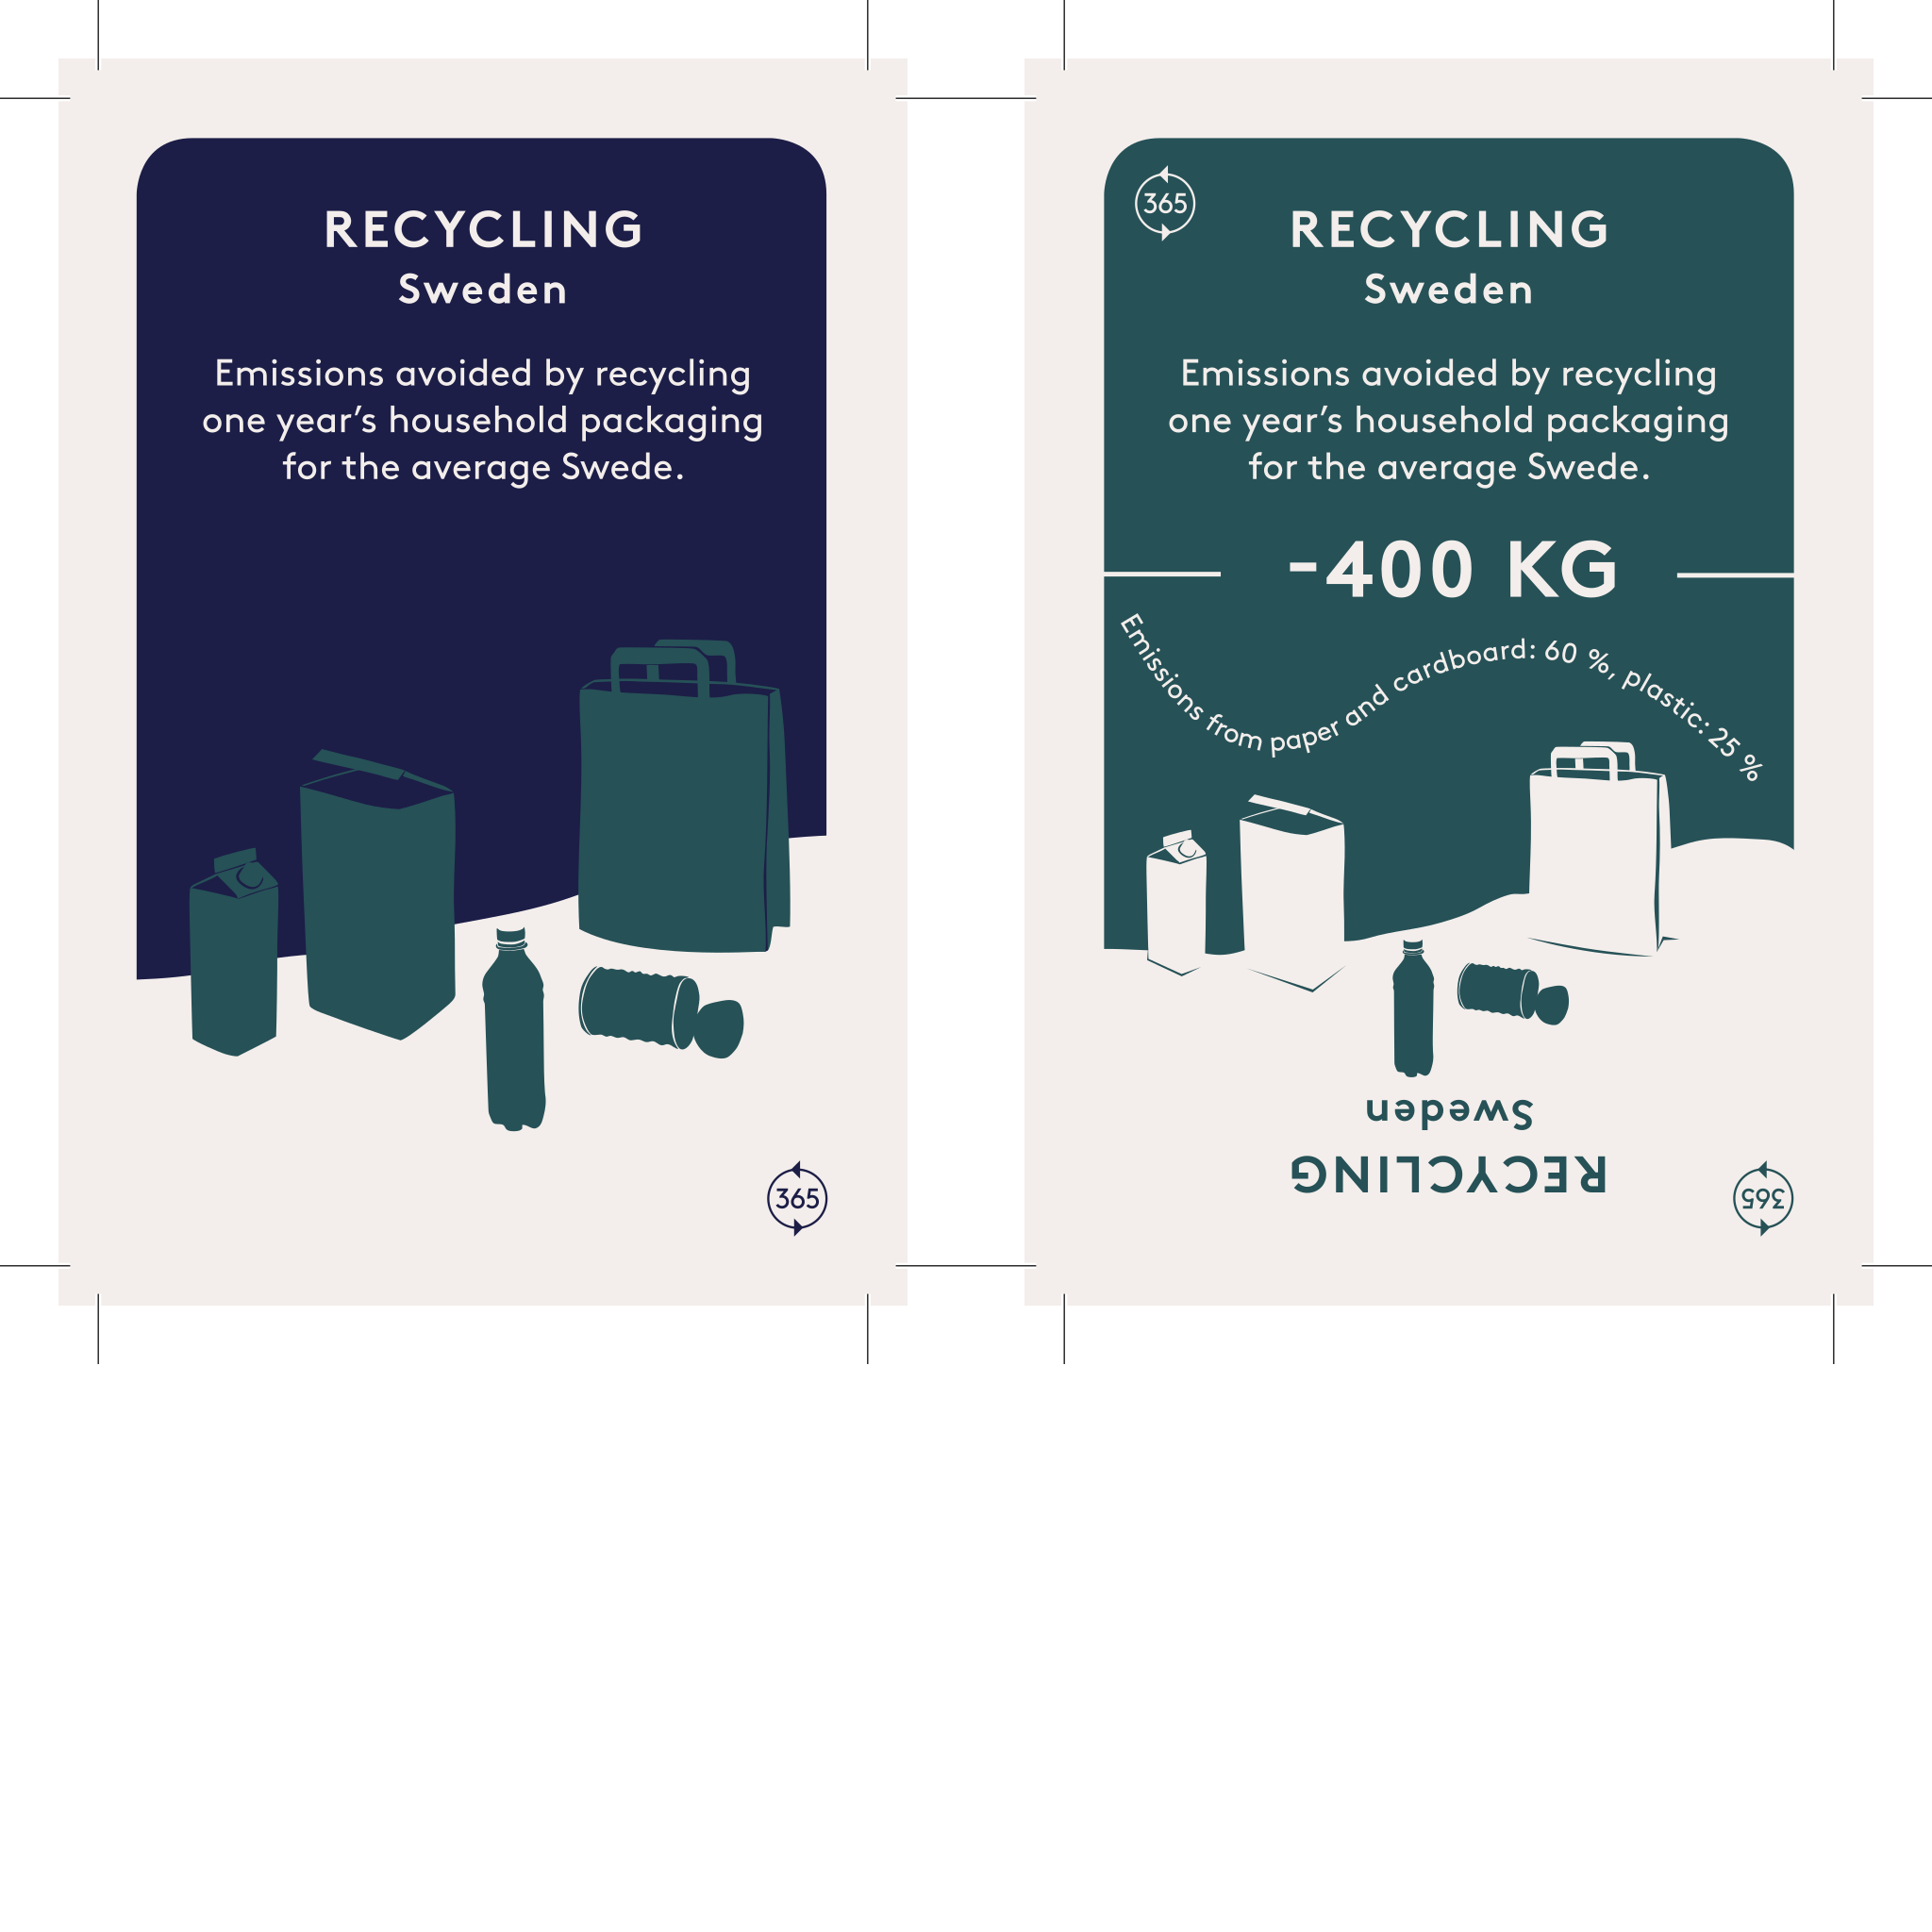 RECYCLING
Sweden
Emissions avoided by recycling
one year’s household packaging
for the average Swede.
365
365
RECYCLING
Sweden
Emissions avoided by recycling
one year’s household packaging
for the average Swede.
-400 KG
Emissions from paper and cardboard: 60 %, plastic: 25 %
Sweden
RECYCLING
365